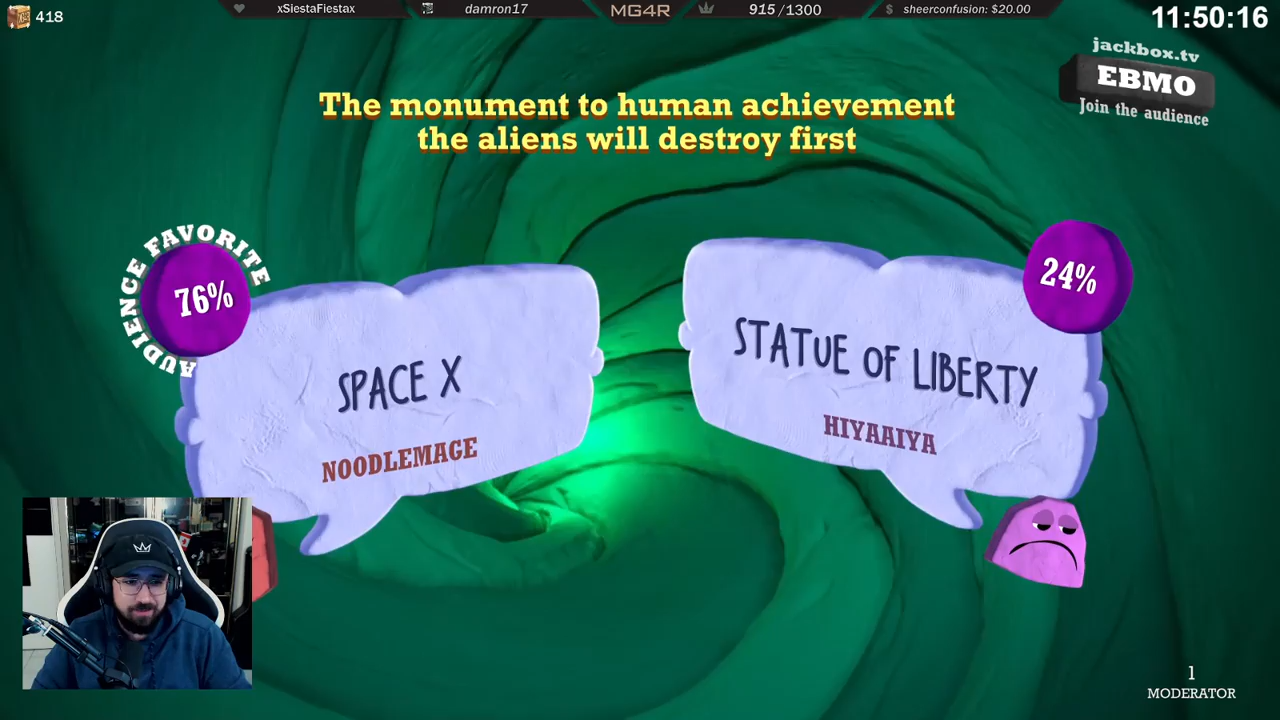 418
xSiestaFiestax
damron17
MG4R
915 /1300
$ sheerconfusion: $20.00
11:50:16
jackbox.tv
EBMO
Join the audience
The monument to human achievement
the aliens will destroy first
AUDIENCE FAVORITE
76%
SPACE X
NOODLEMAGE
24%
STATUE OF LIBERTY
HIYAAIYA
1
MODERATOR